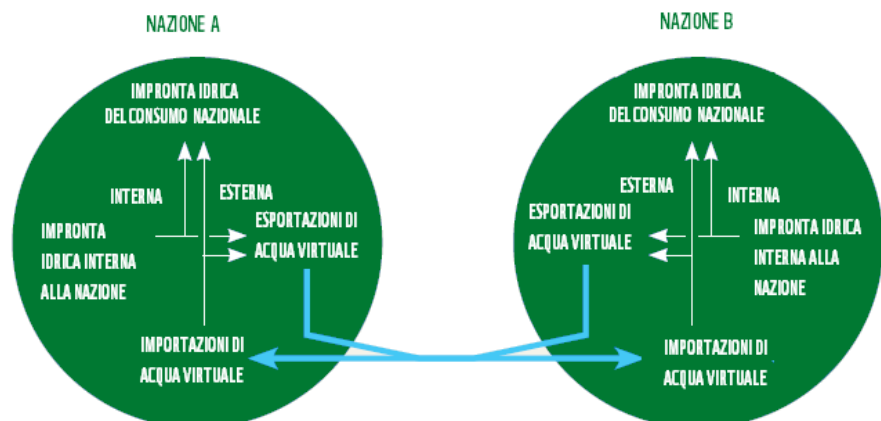 NAZIONE A
IMPRONTA IDRICA
DEL CONSUMO NAZIONALE
INTERNA
ESTERNA
IMPRONTA
IDRICA INTERNA
ALLA NAZIONE
ESPORTAZIONI DI
ACQUA VIRTUALE
IMPORTAZIONI DI
ACQUA VIRTUALE
NAZIONE B
IMPRONTA IDRICA
DEL CONSUMO NAZIONALE
ESTERNA
INTERNA
ESPORTAZIONI DI
ACQUA VIRTUALE
IMPRONTA IDRICA
INTERNA ALLA
NAZIONE
IMPORTAZIONI DI
ACQUA VIRTUALE